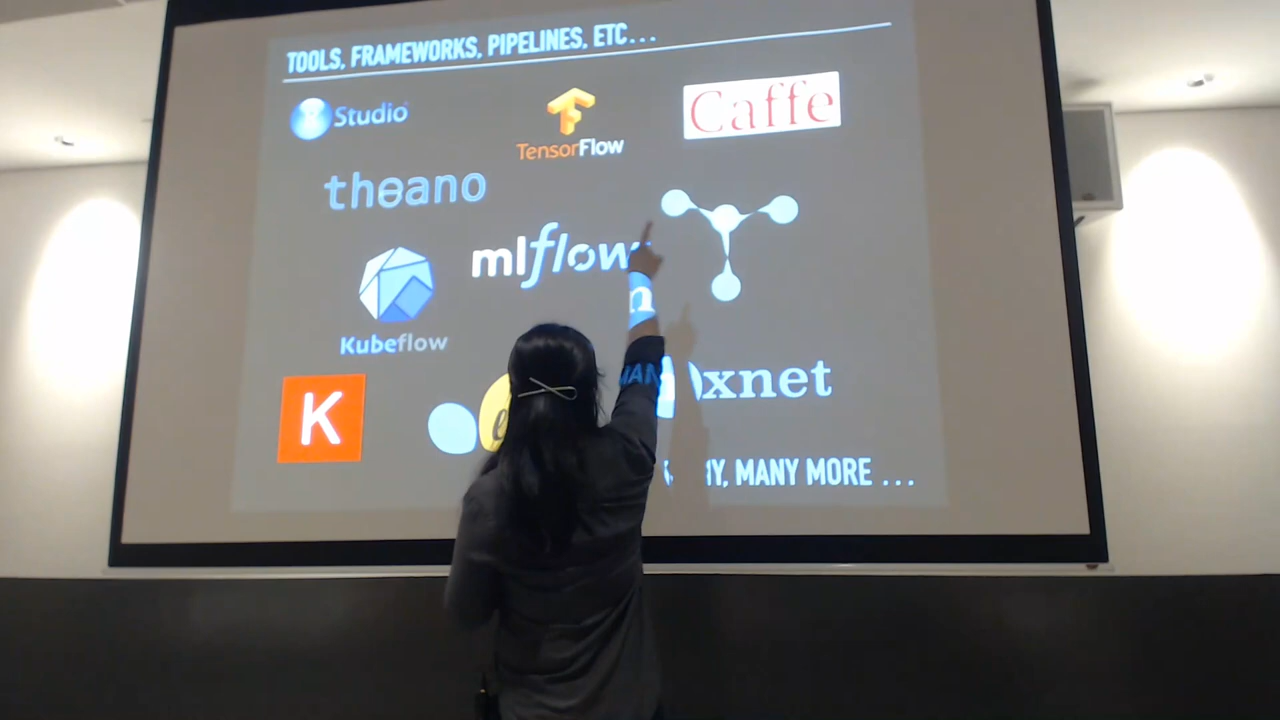 TOOLS, FRAMEWORKS, PIPELINES, ETC...
R Studio
TensorFlow
Caffe
theano
mlflow
Kubeflow
K
xnet
MANY MORE ...